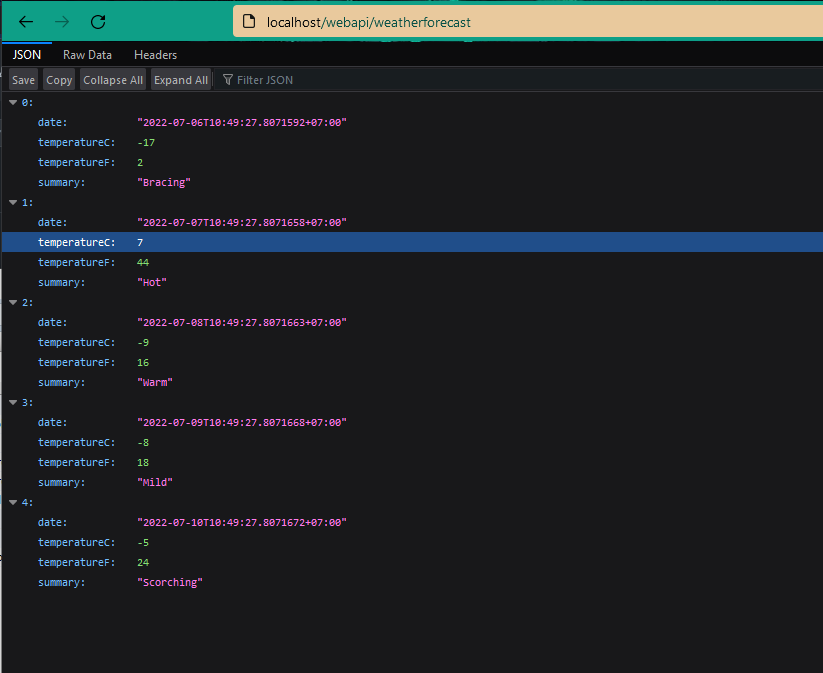 localhost/webapi/weatherforecast
JSON Raw Data Headers
Save Copy Collapse All Expand All Filter JSON
0:
date: "2022-07-06T10:49:27.8071592+07:00"
temperatureC: -17
temperatureF: 2
summary: "Bracing"
1:
date: "2022-07-07T10:49:27.8071658+07:00"
temperatureC: 7
temperatureF: 44
summary: "Hot"
2:
date: "2022-07-08T10:49:27.8071663+07:00"
temperatureC: -9
temperatureF: 16
summary: "Warm"
3:
date: "2022-07-09T10:49:27.8071668+07:00"
temperatureC: -8
temperatureF: 18
summary: "Mild"
4:
date: "2022-07-10T10:49:27.8071672+07:00"
temperatureC: -5
temperatureF: 24
summary: "Scorching"